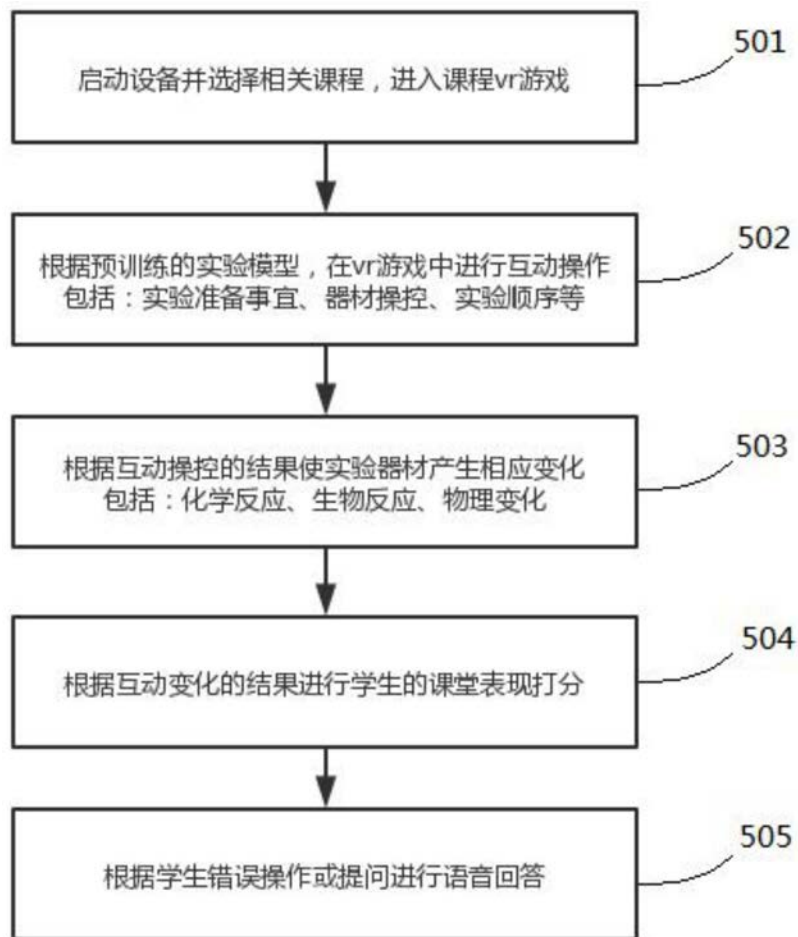 启动设备并选择相关课程，进入课程vr游戏
501
根据预训练的实验模型，在vr游戏中进行互动操作
包括：实验准备事宜、器材操控、实验顺序等
502
根据互动操控的结果使实验器材产生相应变化
包括：化学反应、生物反应、物理变化
503
根据互动变化的结果进行学生的课堂表现打分
504
根据学生错误操作或提问进行语音回答
505